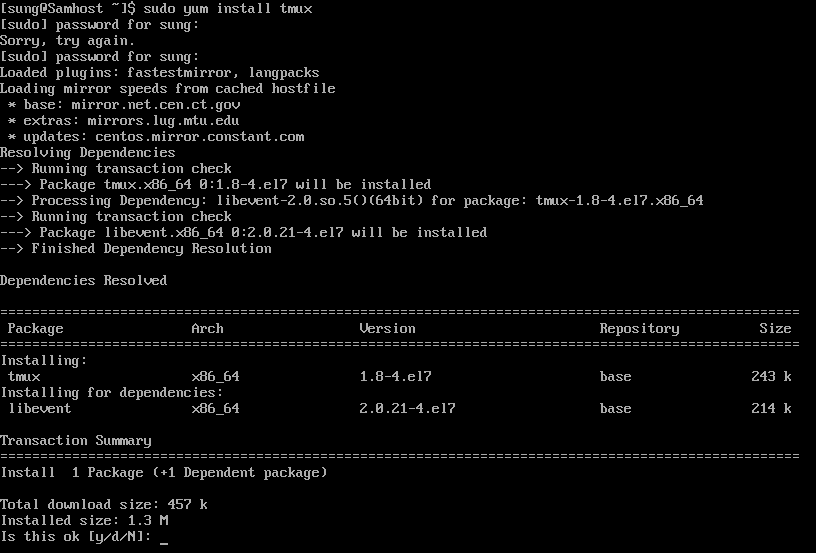 [sung@Samhost ~]$ sudo yum install tmux
[sudo] password for sung:
Sorry, try again.
[sudo] password for sung:
Loaded plugins: fastestmirror, langpacks
Loading mirror speeds from cached hostfile
 * base: mirror.net.cen.ct.gov
 * extras: mirrors.lug.mtu.edu
 * updates: centos.mirror.constant.com
Resolving Dependencies
--> Running transaction check
---> Package tmux.x86_64 0:1.8-4.el7 will be installed
--> Processing Dependency: libevent-2.0.so.5()(64bit) for package: tmux-1.8-4.el7.x86_64
--> Running transaction check
---> Package libevent.x86_64 0:2.0.21-4.el7 will be installed
--> Finished Dependency Resolution

Dependencies Resolved

====================================================================================================
 Package                Arch                 Version                       Repository          Size
====================================================================================================
Installing:
 tmux                   x86_64               1.8-4.el7                     base               243 k
Installing for dependencies:
 libevent               x86_64               2.0.21-4.el7                  base               214 k

Transaction Summary
====================================================================================================
Install  1 Package (+1 Dependent package)

Total download size: 457 k
Installed size: 1.3 M
Is this ok [y/d/N]: _